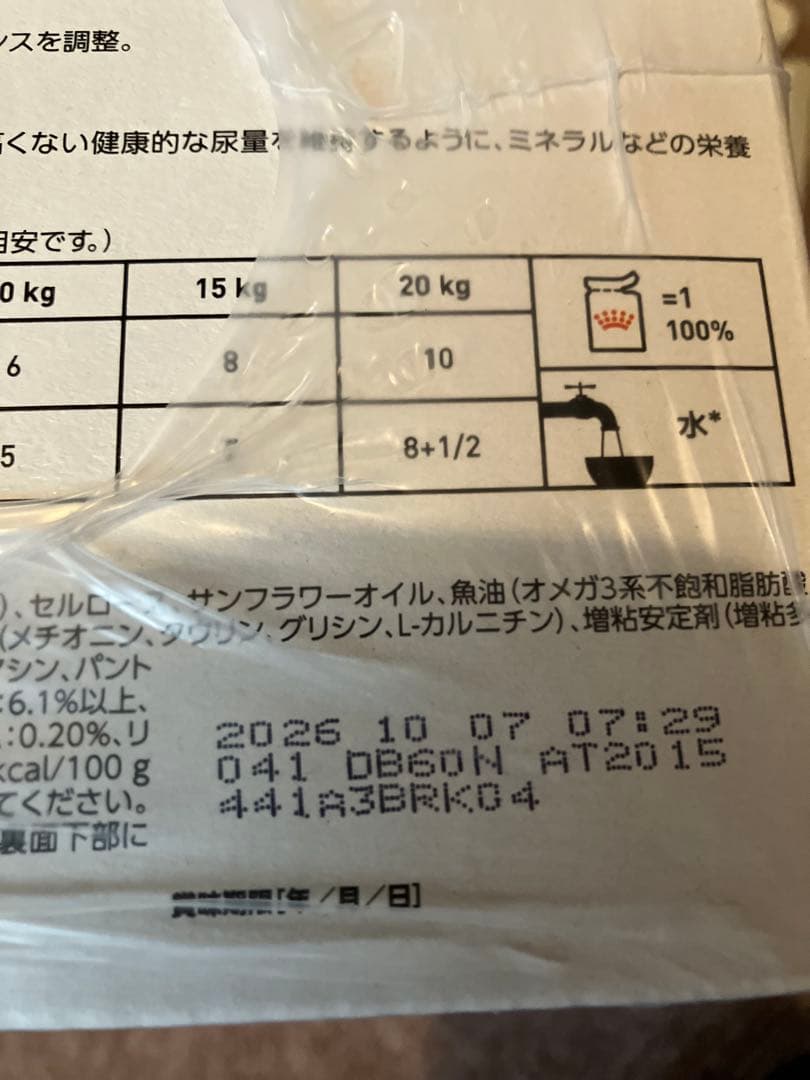 ンスを調整。
くない健康的な尿量を維持するように、ミネラルなどの栄養
目安です。)
0 kg 15 kg 20 kg =1 100%
6 8 10
5 8+1/2 水*
)、セルロース、サンフラワーオイル、魚油(オメガ3系不飽和脂肪酸
(メチオニン、タウリン、グリシン、L-カルニチン)、増粘安定剤(増粘多
シン、パント
:6.1%以上、
:0.20%、リ
kcal/100 g
てください。
裏面下部に
2026 10 07 07:29
041 DB60N AT2015
441A3BRK04
賞味期限[年/月/日]